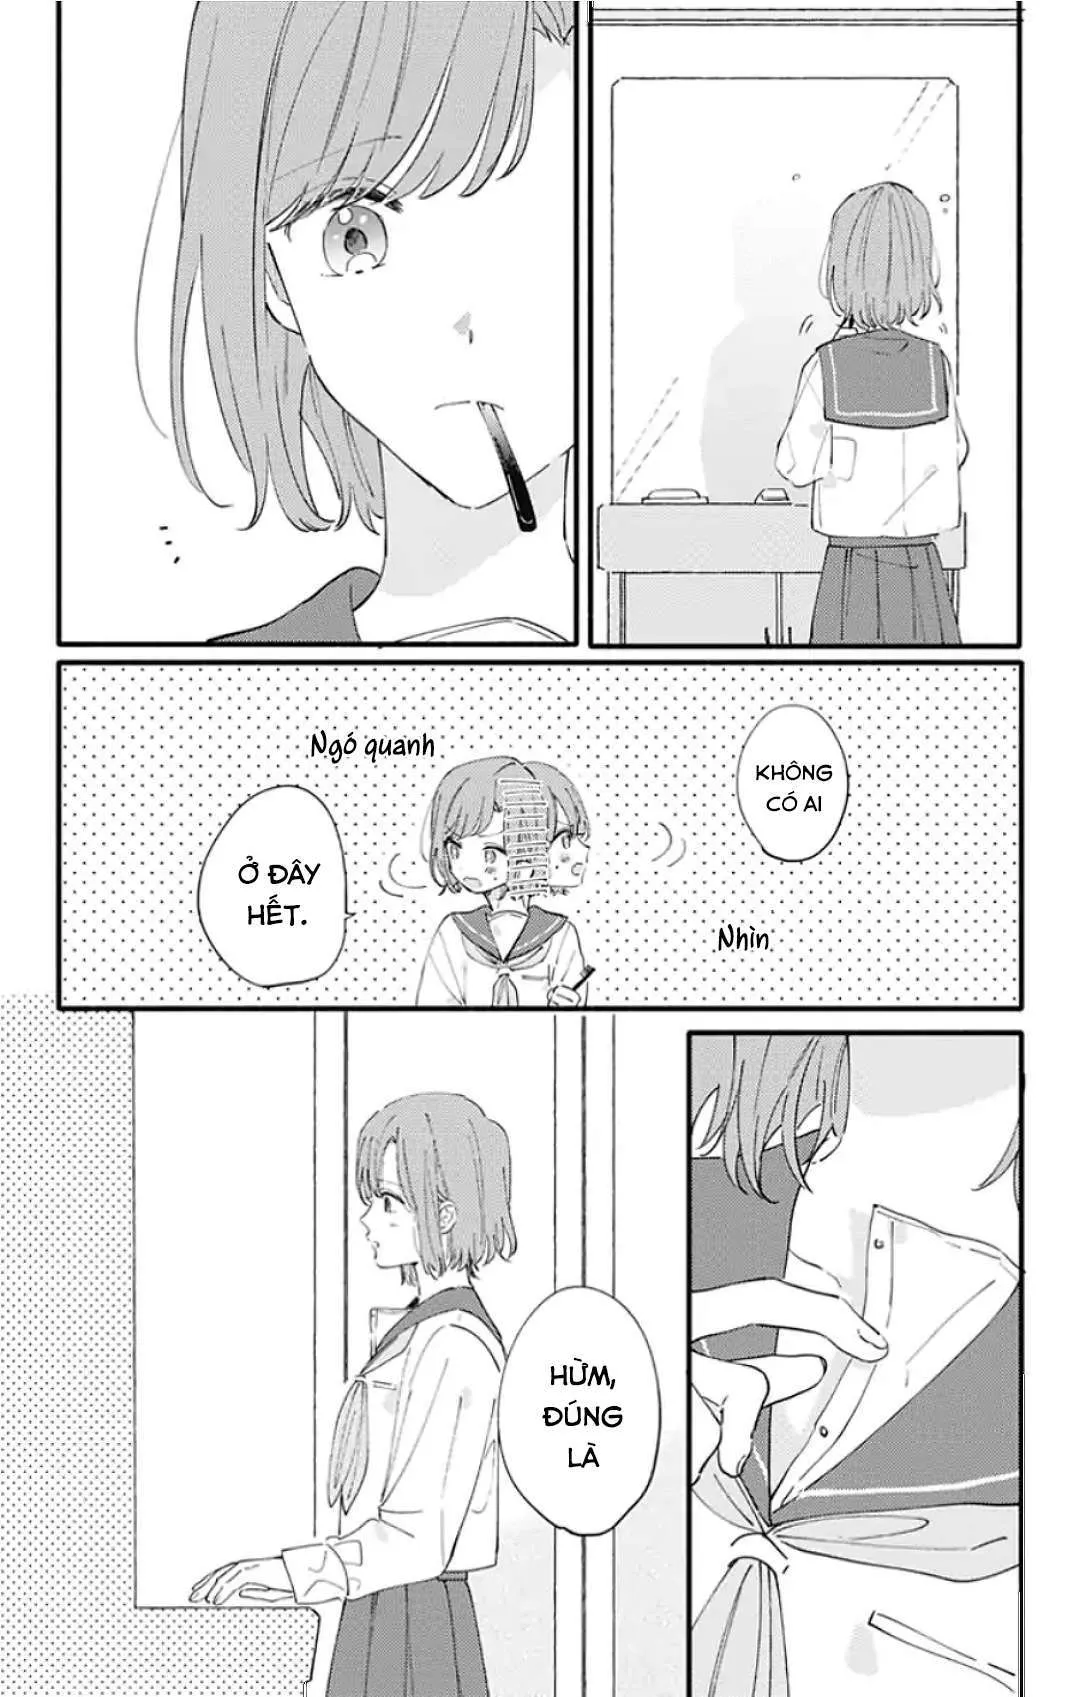 KHÔNG
CÓ AI
Ngó quanh
Ở ĐÂY
HẾT.
Nhìn
HỪM,
ĐÚNG
LÀ